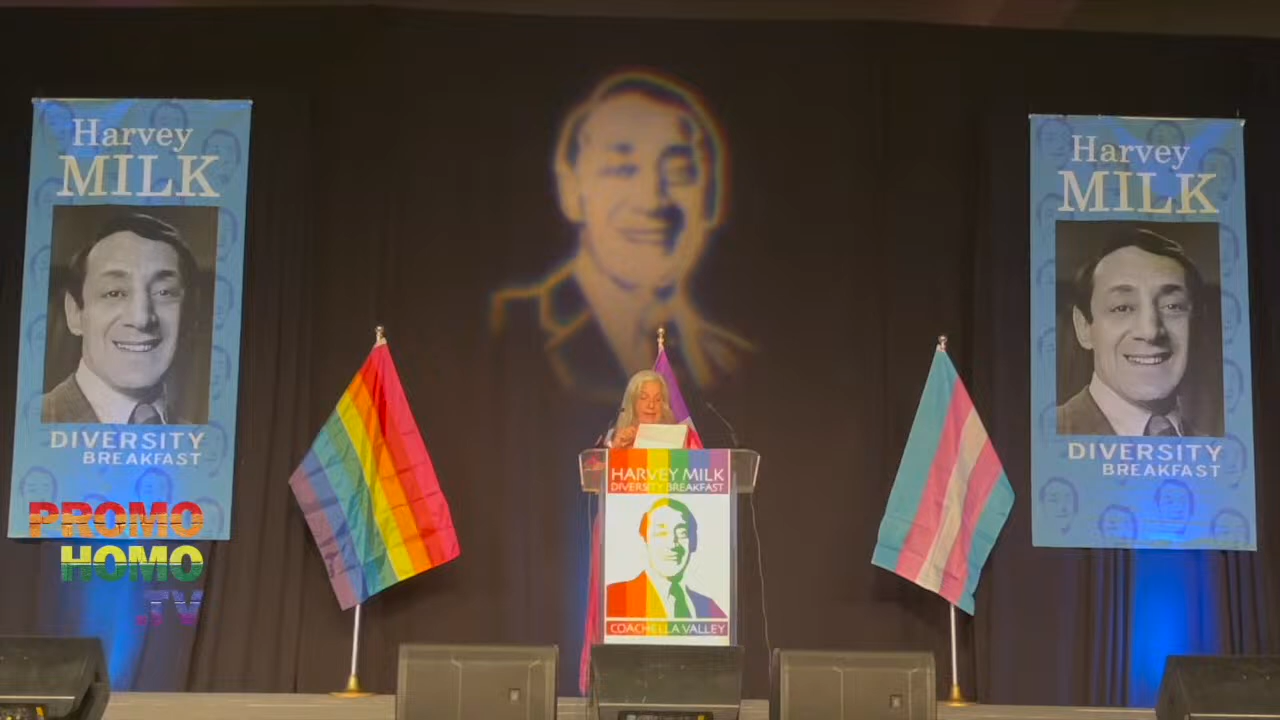 Harvey
MILK
DIVERSITY
BREAKFAST
PROMO
HOMO
.TV
HARVEY MILK
DIVERSITY BREAKFAST
COACHELLA VALLEY
Harvey
MILK
DIVERSITY
BREAKFAST